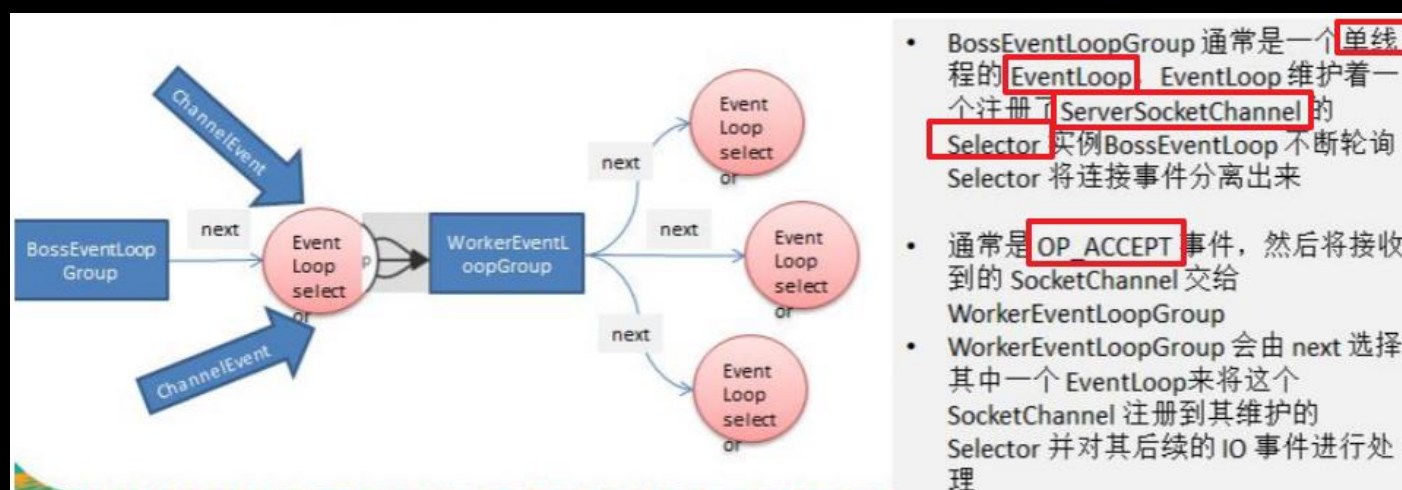 ChannelEvent
BossEventLoop
Group
next
Event
Loop
select
or
p
ChannelEvent
WorkerEventL
oopGroup
next
next
next
Event
Loop
select
or
Event
Loop
select
or
Event
Loop
select
or
• BossEventLoopGroup 通常是一个单线
程的 EventLoop, EventLoop 维护着一
个注册了 ServerSocketChannel 的
Selector 实例BossEventLoop 不断轮询
Selector 将连接事件分离出来
• 通常是 OP_ACCEPT 事件，然后将接收
到的 SocketChannel 交给
WorkerEventLoopGroup
• WorkerEventLoopGroup 会由 next 选择
其中一个 EventLoop来将这个
SocketChannel 注册到其维护的
Selector 并对其后续的 IO 事件进行处
理